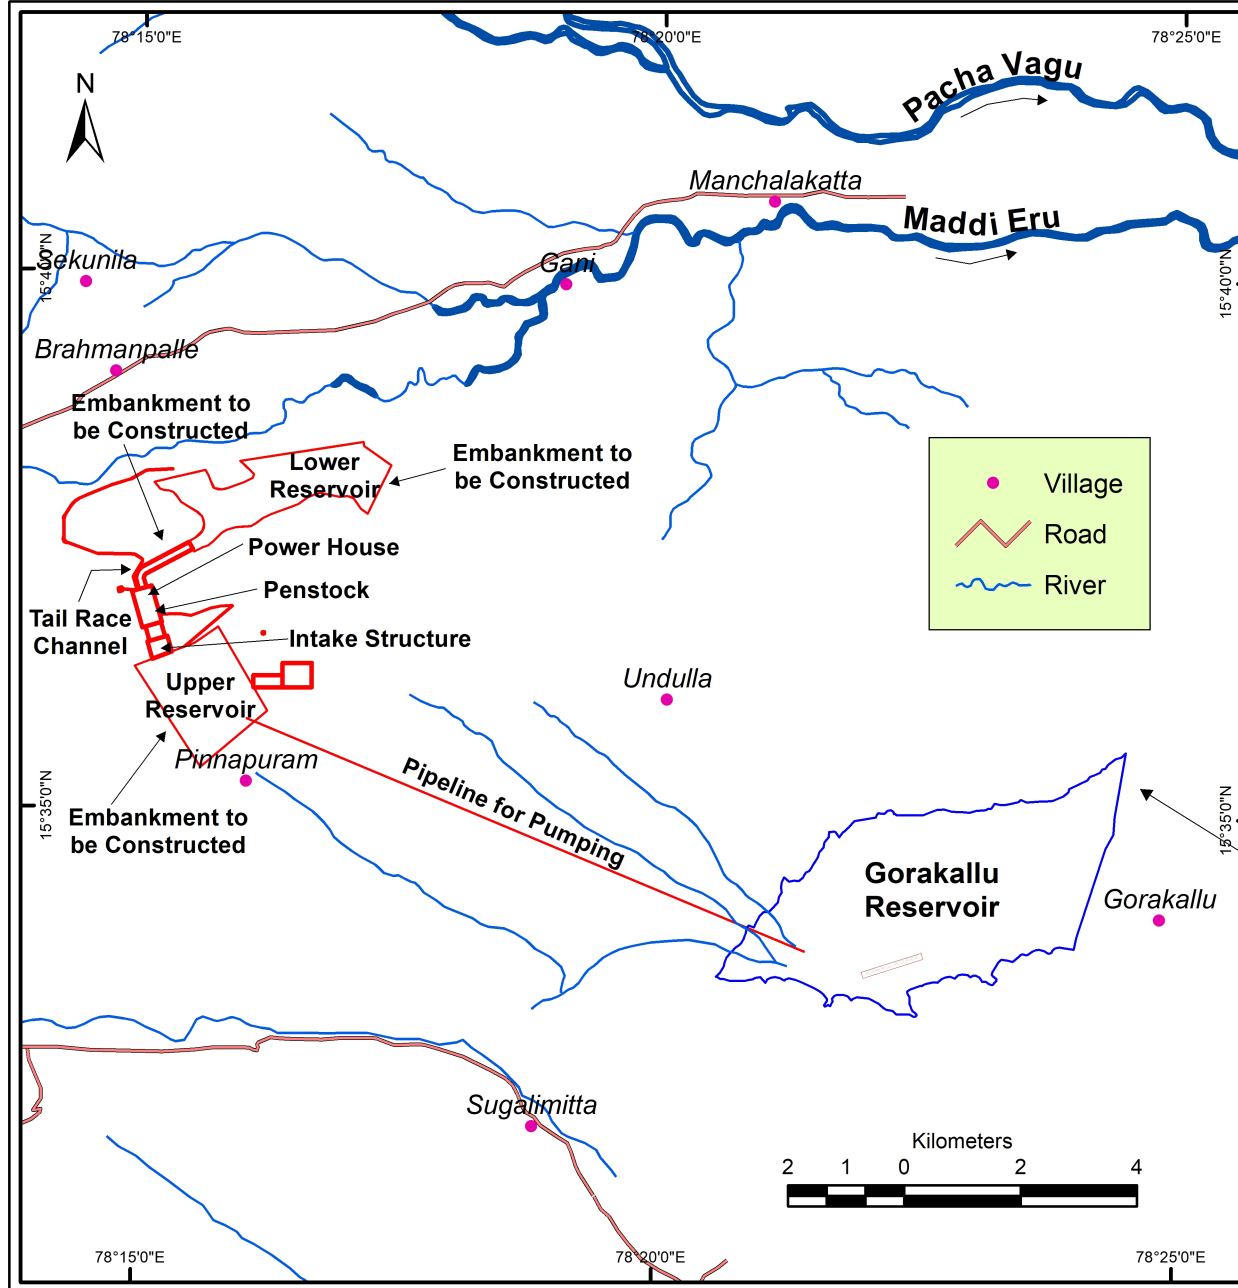 78°15'0"E
78°20'0"E
78°25'0"E
N
Pacha Vagu
Manchalakatta
Maddi Eru
15°40'0"N
ekunlla
Gani
15°40'0"N
Brahmanpalle
Embankment to
be Constructed
Lower
Reservoir
Embankment to
be Constructed
Village
Road
River
Power House
Penstock
Tail Race
Channel
Intake Structure
Upper
Reservoir
Undulla
Pinnapuram
Pipeline for Pumping
15°35'0"N
Embankment to
be Constructed
15°35'0"N
Gorakallu
Reservoir
Gorakallu
Sugalimitta
Kilometers
2 1 0 2 4
78°15'0"E
78°20'0"E
78°25'0"E